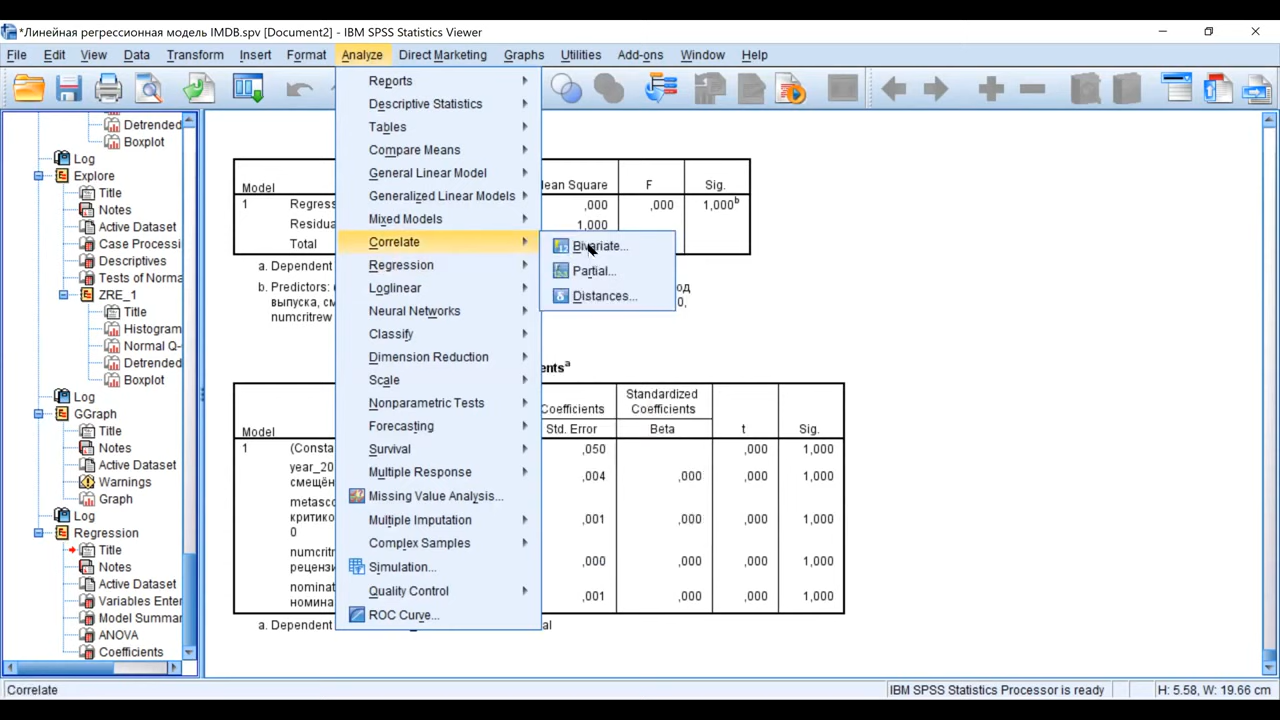 *Линейная регрессионная модель IMDB.spv [Document2] - IBM SPSS Statistics Viewer
File Edit View Data Transform Insert Format Analyze Direct Marketing Graphs Utilities Add-ons Window Help
Detrended
Boxplot
Log
Explore
Title
Notes
Active Dataset
Case Processi
Descriptives
Tests of Norma
ZRE_1
Title
Histogram
Normal Q-
Detrended
Boxplot
Log
GGraph
Title
Notes
Active Dataset
Warnings
Graph
Log
Regression
Title
Notes
Active Dataset
Variables Enter
Model Summar
ANOVA
Coefficients
Reports
Descriptive Statistics
Tables
Compare Means
General Linear Model
Generalized Linear Models
Mixed Models
Correlate
Regression
Loglinear
Neural Networks
Classify
Dimension Reduction
Scale
Nonparametric Tests
Forecasting
Survival
Multiple Response
Missing Value Analysis...
Multiple Imputation
Complex Samples
Simulation...
Quality Control
ROC Curve...
Bivariate...
Partial...
Distances...
Model ean Square F Sig.
1 Regress ,000 ,000 1,000b
Residua 1,000
Total
a. Dependent
b. Predictors: ( од
выпуска, см 0,
numcritrew
entsa
Coefficients Standardized Coefficients
Model Std. Error Beta t Sig.
1 (Consta ,050 ,000 1,000
year_20
смещён ,004 ,000 ,000 1,000
metasc
критико ,001 ,000 ,000 1,000
0
numcritr
реценз ,000 ,000 ,000 1,000
nominat
номина ,001 ,000 ,000 1,000
a. Dependent al
Correlate IBM SPSS Statistics Processor is ready H: 5.58, W: 19.66 cm